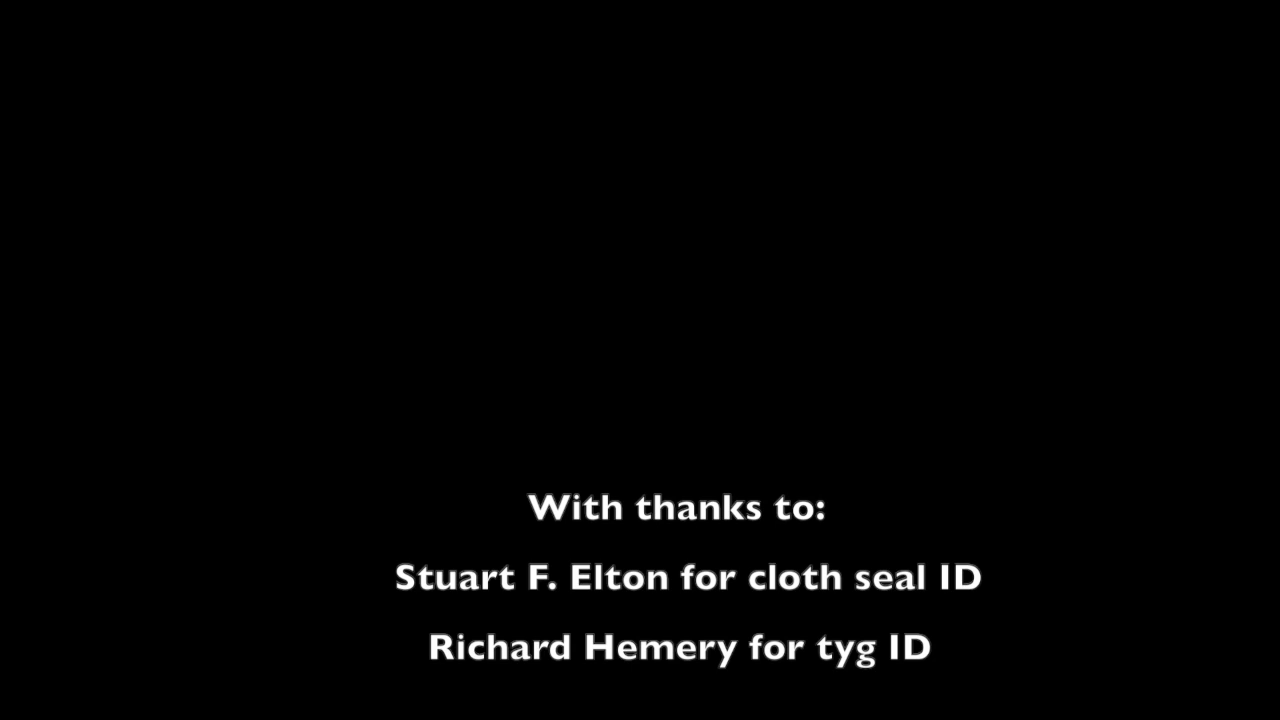 With thanks to:
Stuart F. Elton for cloth seal ID
Richard Hemery for tyg ID